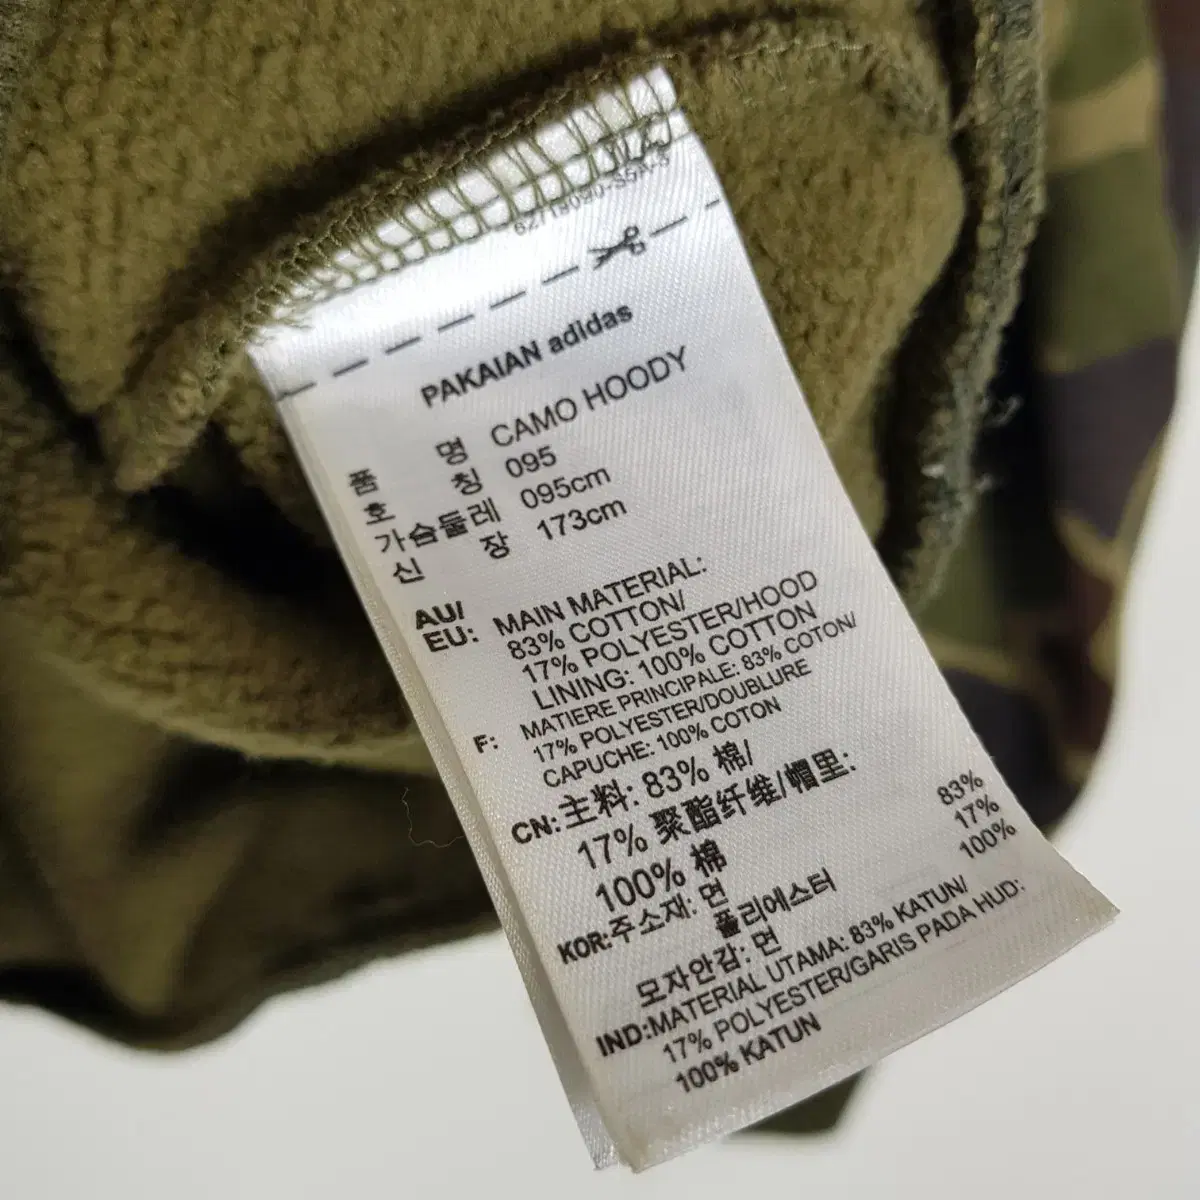 PAKAIAN adidas
품 명 CAMO HOODY
호 칭 095
가슴둘레 095cm
신 장 173cm
AU/
EU: MAIN MATERIAL:
83% COTTON/
17% POLYESTER/HOOD
LINING: 100% COTTON
F: MATIERE PRINCIPALE: 83% COTON/
17% POLYESTER/DOUBLURE
CAPUCHE: 100% COTON
CN: 主料: 83% 棉/
17% 聚酯纤维/帽里:
100% 棉
KOR: 주소재: 면 83%
폴리에스터 17%
모자안감: 면 100%
IND: MATERIAL UTAMA: 83% KATUN/
17% POLYESTER/GARIS PADA HUD:
100% KATUN